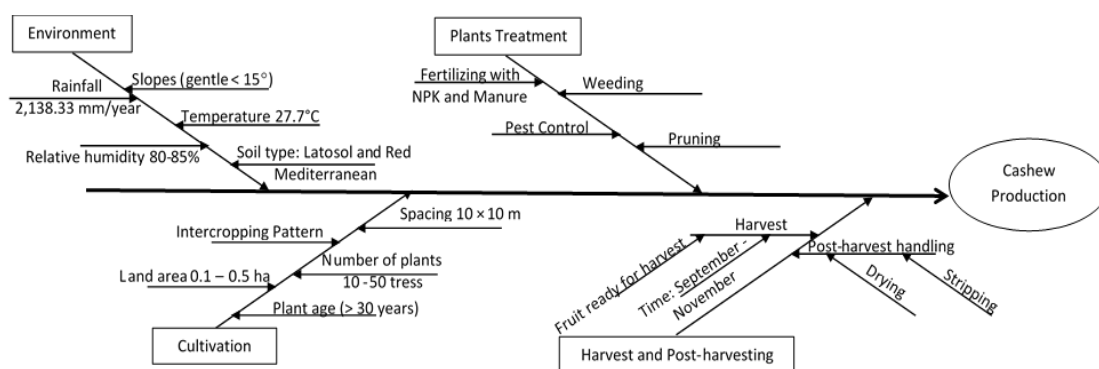 Environment
Slopes (gentle < 15°)
Rainfall
2,138.33 mm/year
Temperature 27.7°C
Relative humidity 80-85%
Soil type: Latosol and Red
Mediterranean
Plants Treatment
Fertilizing with
NPK and Manure
Weeding
Pest Control
Pruning
Cashew
Production
Spacing 10 × 10 m
Intercropping Pattern
Number of plants
10 -50 tress
Land area 0.1 – 0.5 ha
Plant age (> 30 years)
Cultivation
Harvest
Fruit ready for harvest
Time: September -
November
Post-harvest handling
Drying
Stripping
Harvest and Post-harvesting